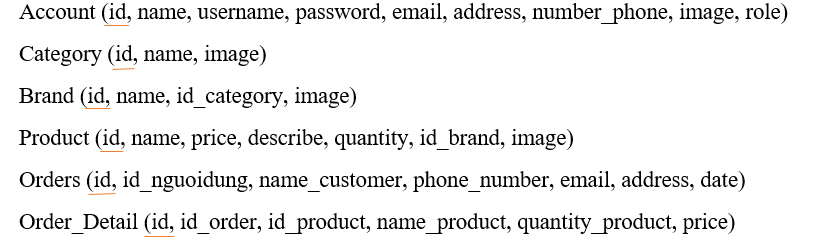 Account (id, name, username, password, email, address, number_phone, image, role)
Category (id, name, image)
Brand (id, name, id_category, image)
Product (id, name, price, describe, quantity, id_brand, image)
Orders (id, id_nguoidung, name_customer, phone_number, email, address, date)
Order_Detail (id, id_order, id_product, name_product, quantity_product, price)